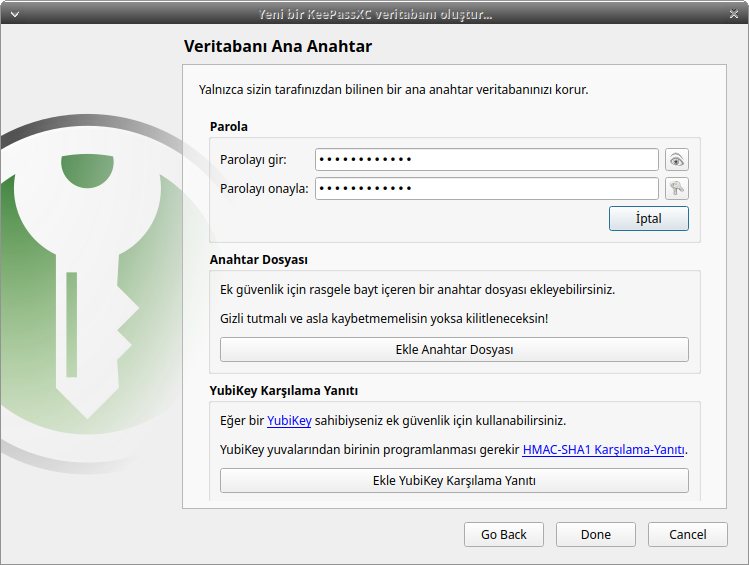 Yeni bir KeePassXC veritabanı oluştur...
Veritabanı Ana Anahtar
Yalnızca sizin tarafınızdan bilinen bir ana anahtar veritabanınızı korur.
Parola
Parolayı gir:
Parolayı onayla:
İptal
Anahtar Dosyası
Ek güvenlik için rasgele bayt içeren bir anahtar dosyası ekleyebilirsiniz.
Gizli tutmalı ve asla kaybetmemelisin yoksa kilitleneceksin!
Ekle Anahtar Dosyası
YubiKey Karşılama Yanıtı
Eğer bir YubiKey sahibiyseniz ek güvenlik için kullanabilirsiniz.
YubiKey yuvalarından birinin programlanması gerekir HMAC-SHA1 Karşılama-Yanıtı.
Ekle YubiKey Karşılama Yanıtı
Go Back Done Cancel